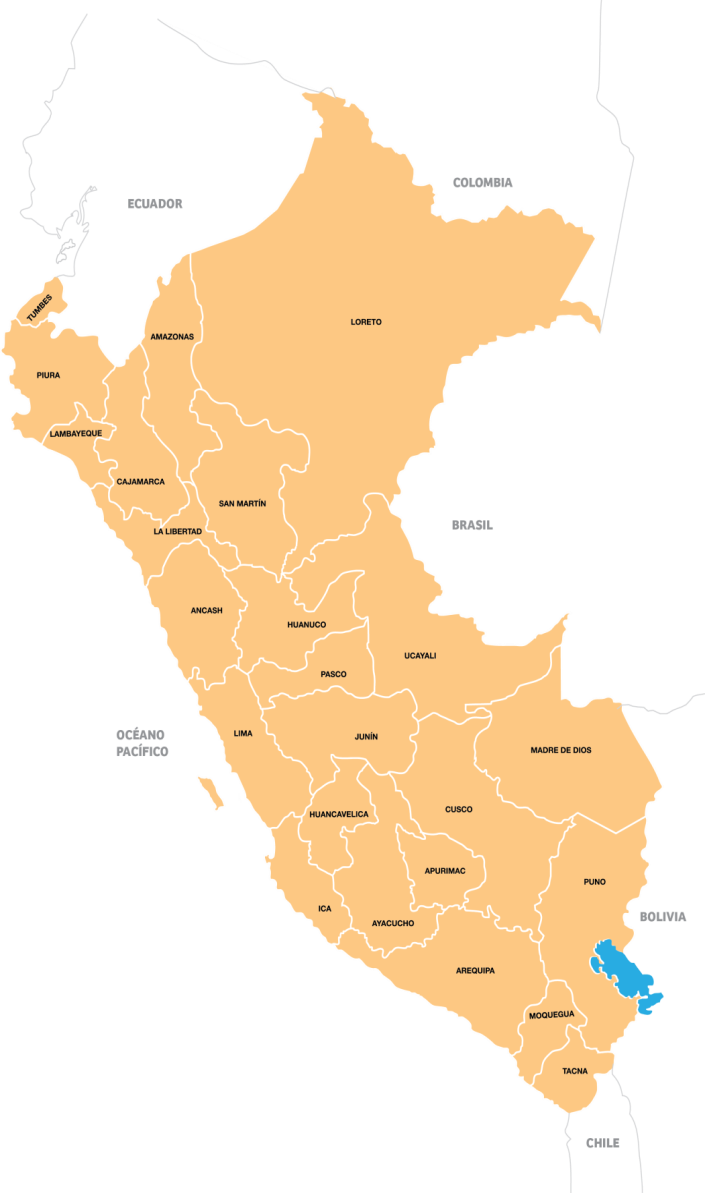 COLOMBIA
ECUADOR
TUMBES
LORETO
AMAZONAS
PIURA
LAMBAYEQUE
CAJAMARCA
SAN MARTÍN
BRASIL
LA LIBERTAD
ANCASH
HUANUCO
UCAYALI
PASCO
OCÉANO
PACÍFICO
LIMA
JUNÍN
MADRE DE DIOS
CUSCO
HUANCAVELICA
APURIMAC
PUNO
ICA
BOLIVIA
AYACUCHO
AREQUIPA
MOQUEGUA
TACNA
CHILE